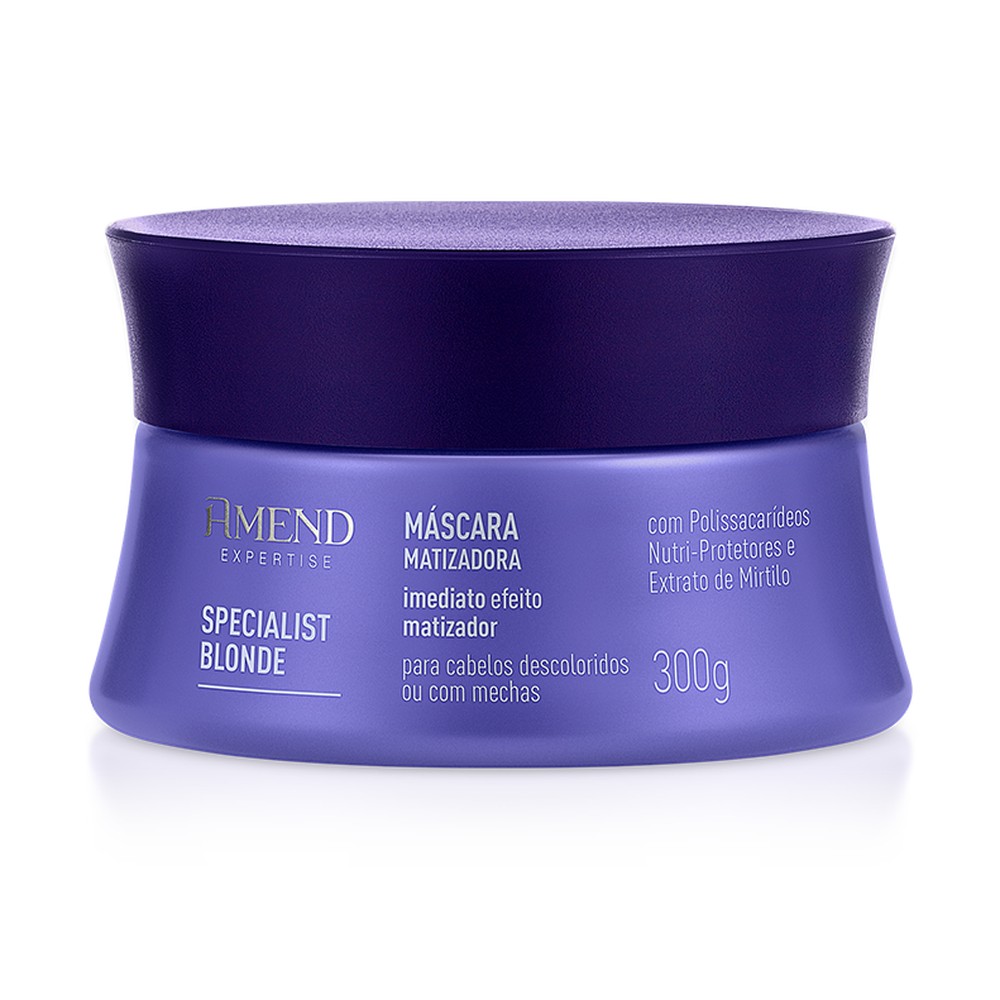 AMEND
EXPERTISE
SPECIALIST
BLONDE
MÁSCARA
MATIZADORA
imediato efeito
matizador
para cabelos descoloridos
ou com mechas
com Polissacarídeos
Nutri-Protetores e
Extrato de Mirtilo
300g